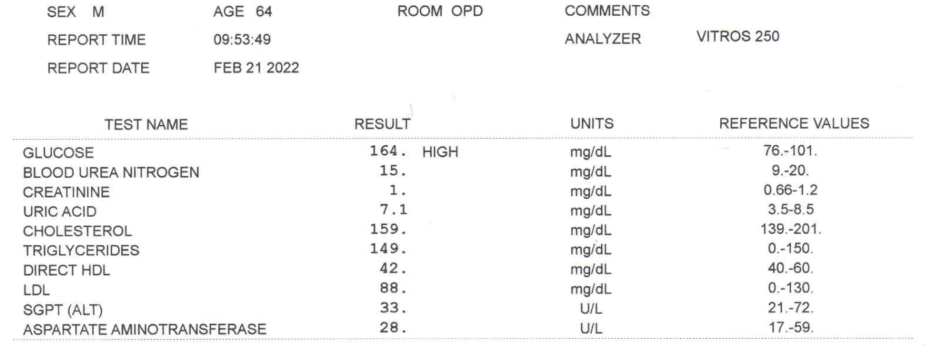 SEX M AGE 64 ROOM OPD COMMENTS
REPORT TIME 09:53:49 ANALYZER VITROS 250
REPORT DATE FEB 21 2022
TEST NAME RESULT UNITS REFERENCE VALUES
GLUCOSE 164. HIGH mg/dL 76.-101.
BLOOD UREA NITROGEN 15. mg/dL 9.-20.
CREATININE 1. mg/dL 0.66-1.2
URIC ACID 7.1 mg/dL 3.5-8.5
CHOLESTEROL 159. mg/dL 139.-201.
TRIGLYCERIDES 149. mg/dL 0.-150.
DIRECT HDL 42. mg/dL 40.-60.
LDL 88. mg/dL 0.-130.
SGPT (ALT) 33. U/L 21.-72.
ASPARTATE AMINOTRANSFERASE 28. U/L 17.-59.